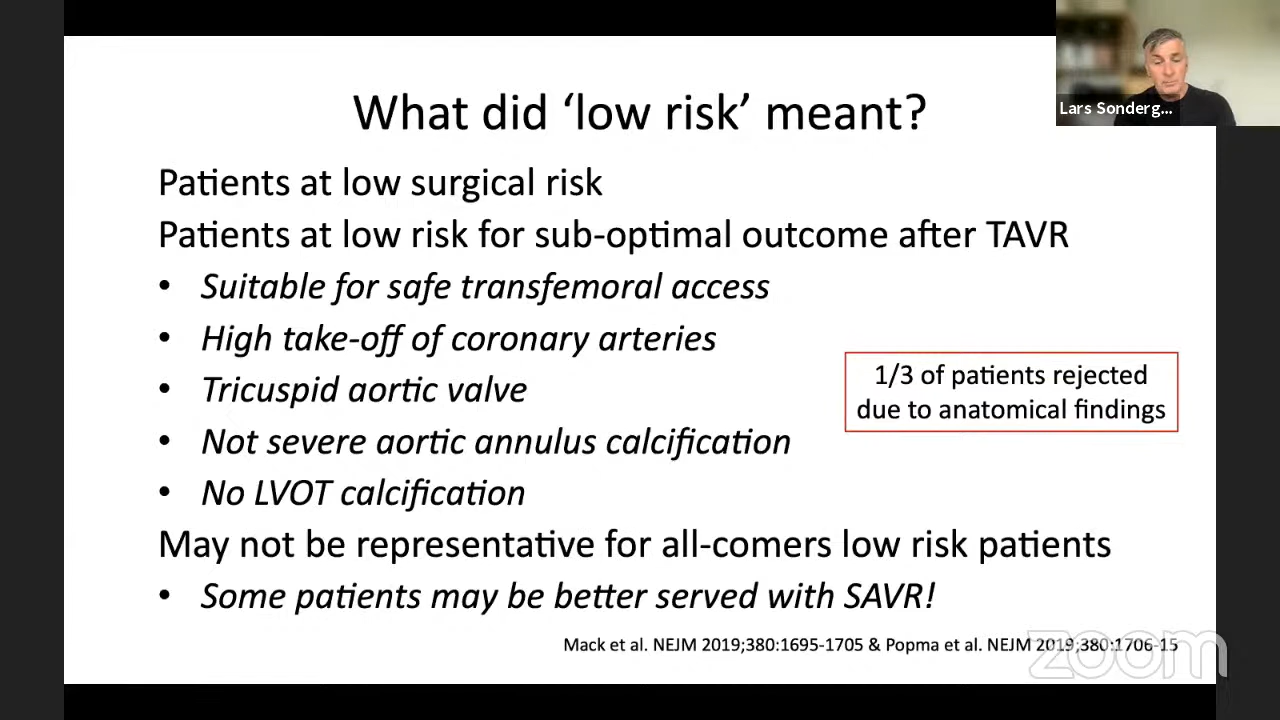 What did ‘low risk’ meant?
Lars Sonderg...
Patients at low surgical risk
Patients at low risk for sub-optimal outcome after TAVR
• Suitable for safe transfemoral access
• High take-off of coronary arteries
• Tricuspid aortic valve
• Not severe aortic annulus calcification
• No LVOT calcification
1/3 of patients rejected
due to anatomical findings
May not be representative for all-comers low risk patients
• Some patients may be better served with SAVR!
Mack et al. NEJM 2019;380:1695-1705 & Popma et al. NEJM 2019;380:1706-15
zoom